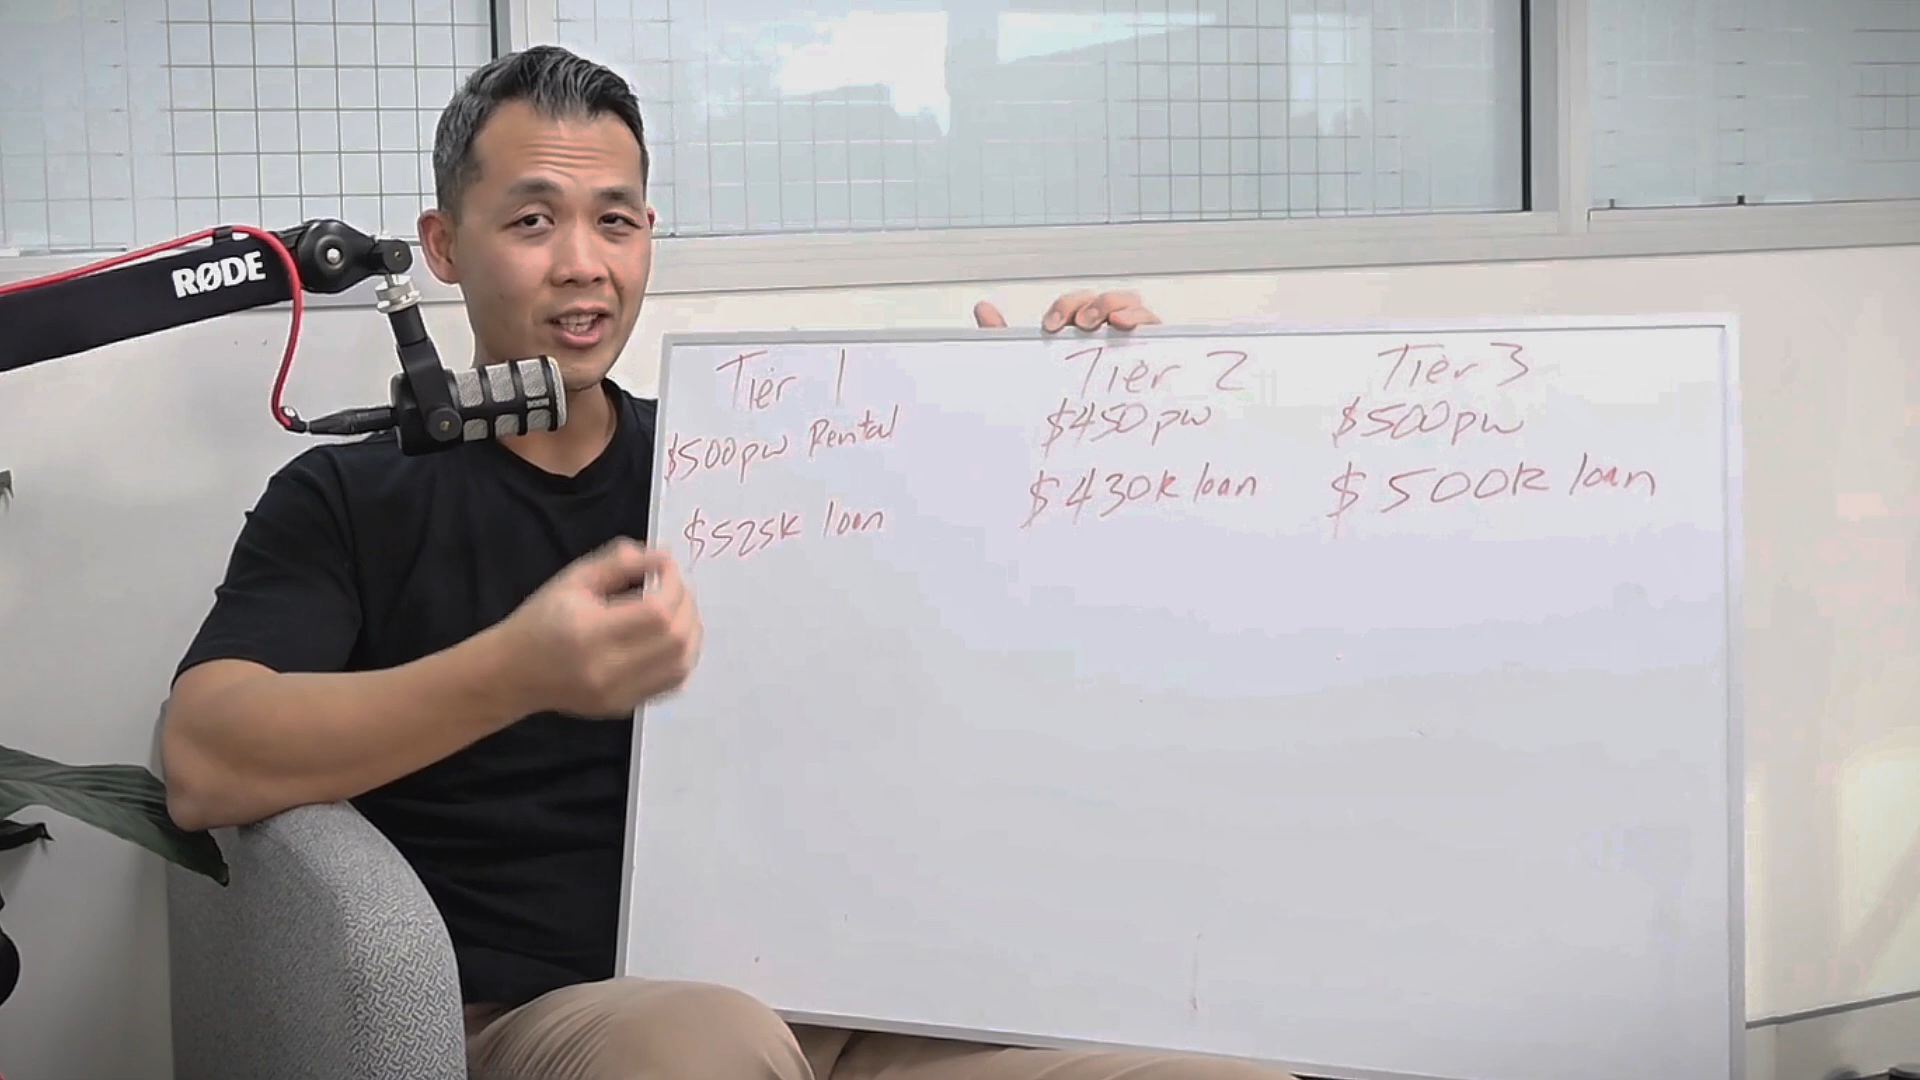 RØDE
Tier 1
$500pw Rental
$525k loan
Tier 2
$450pw
$430k loan
Tier 3
$500pw
$500k loan